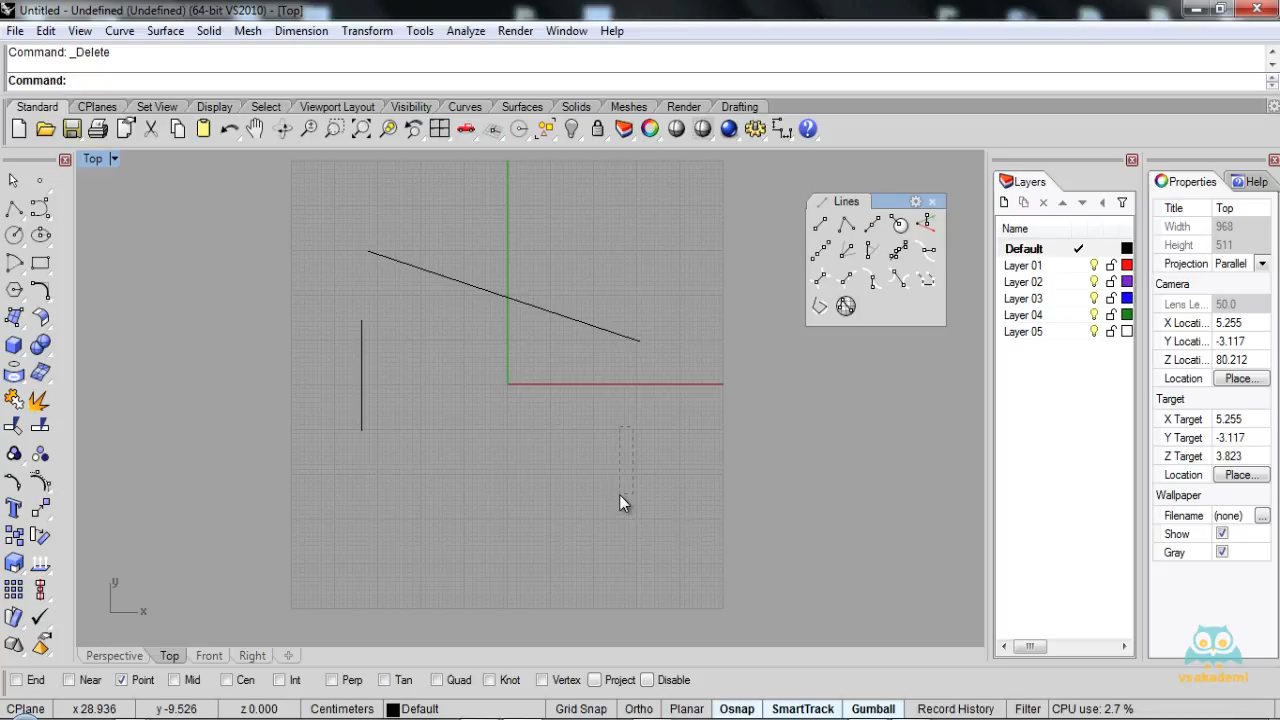 Untitled - Undefined (Undefined) (64-bit VS2010) - [Top]
File Edit View Curve Surface Solid Mesh Dimension Transform Tools Analyze Render Window Help
Command: _Delete
Command:
Standard CPlanes Set View Display Select Viewport Layout Visibility Curves Surfaces Solids Meshes Render Drafting
Top
Lines
Layers
Name
Default
Layer 01
Layer 02
Layer 03
Layer 04
Layer 05
Properties Help
Title Top
Width 968
Height 511
Projection Parallel
Camera
Lens Le... 50.0
X Locati... 5.255
Y Locati... -3.117
Z Locati... 80.212
Location Place...
Target
X Target 5.255
Y Target -3.117
Z Target 3.823
Location Place...
Wallpaper
Filename (none) ...
Show
Gray
y
x
vsakademi
Perspective Top Front Right
End Near Point Mid Cen Int Perp Tan Quad Knot Vertex Project Disable
CPlane x 28.936 y -9.526 z 0.000 Centimeters Default Grid Snap Ortho Planar Osnap SmartTrack Gumball Record History Filter CPU use: 2.7 %